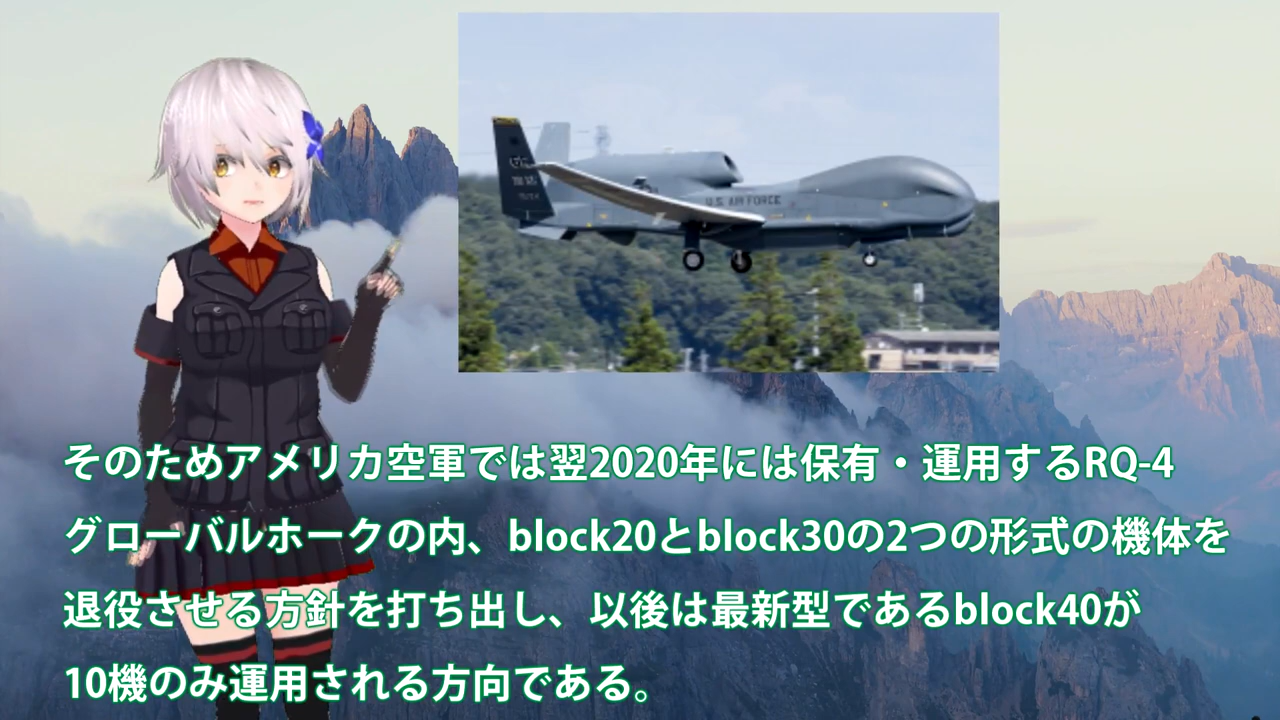 U.S. AIR FORCE
そのためアメリカ空軍では翌2020年には保有・運用するRQ-4
グローバルホークの内、block20とblock30の2つの形式の機体を
退役させる方針を打ち出し、以後は最新型であるblock40が
10機のみ運用される方向である。